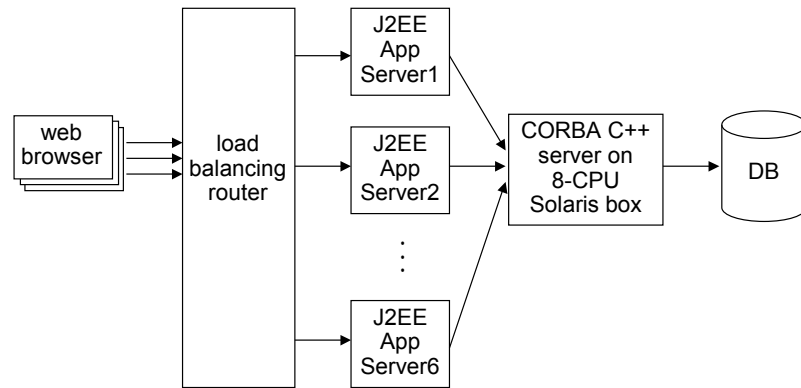 web
browser
load
balancing
router
J2EE
App
Server1
J2EE
App
Server2
J2EE
App
Server6
CORBA C++
server on
8-CPU
Solaris box
DB